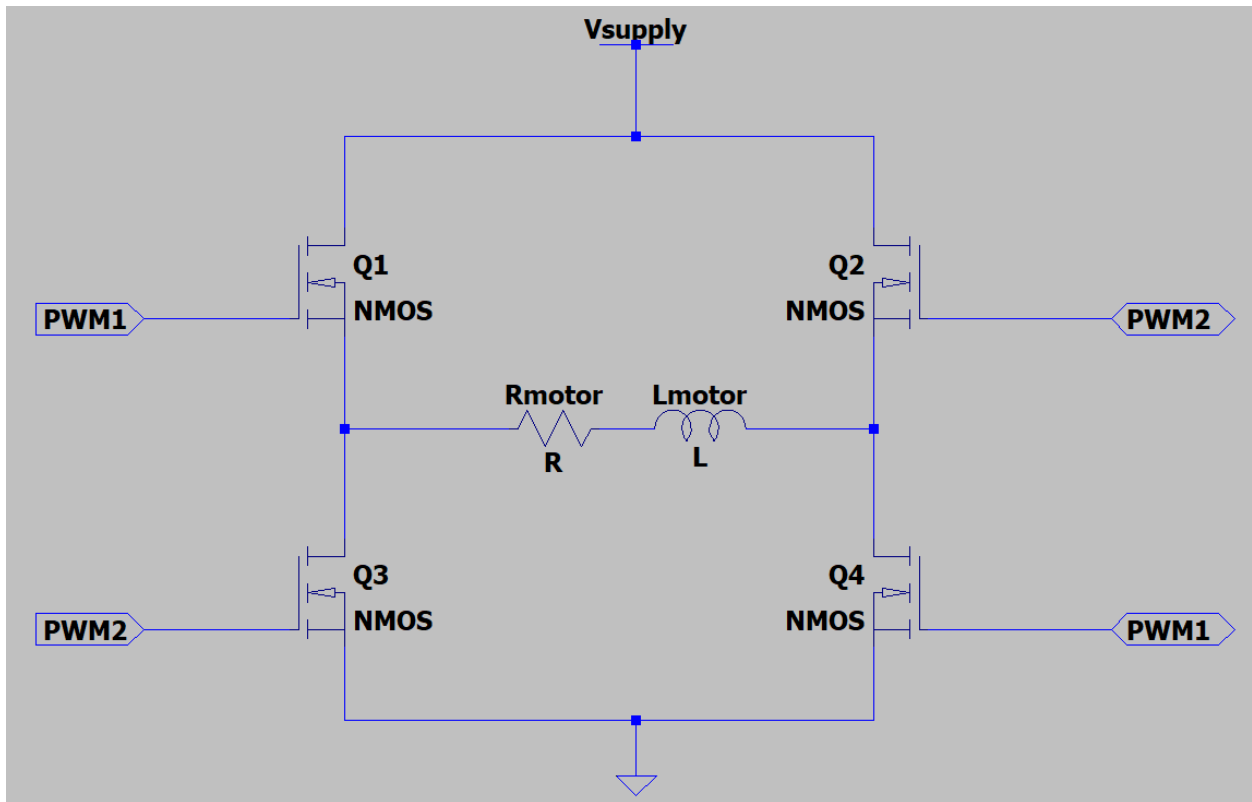 Vsupply
Q1
Q2
PWM1
NMOS
NMOS
PWM2
Rmotor
Lmotor
R
L
Q3
Q4
PWM2
NMOS
NMOS
PWM1